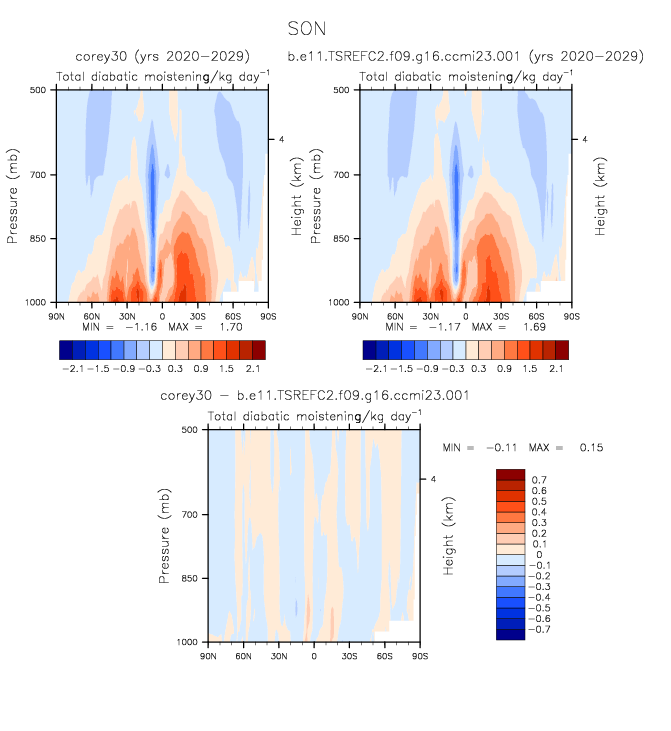 SON
corey30 (yrs 2020-2029)
b.e11.TSREFC2.f09.g16.ccmi23.001 (yrs 2020-2029)
Total diabatic moistening/kg day⁻¹
Total diabatic moistening/kg day⁻¹
500
700
850
1000
Pressure (mb)
4
Height (km)
90N 60N 30N 0 30S 60S 90S
MIN = -1.16 MAX = 1.70
-2.1 -1.5 -0.9 -0.3 0.3 0.9 1.5 2.1
500
700
850
1000
Pressure (mb)
4
Height (km)
90N 60N 30N 0 30S 60S 90S
MIN = -1.17 MAX = 1.69
-2.1 -1.5 -0.9 -0.3 0.3 0.9 1.5 2.1
corey30 - b.e11.TSREFC2.f09.g16.ccmi23.001
Total diabatic moistening/kg day⁻¹
MIN = -0.11 MAX = 0.15
500
700
850
1000
Pressure (mb)
4
Height (km)
90N 60N 30N 0 30S 60S 90S
0.7
0.6
0.5
0.4
0.3
0.2
0.1
0
-0.1
-0.2
-0.3
-0.4
-0.5
-0.6
-0.7